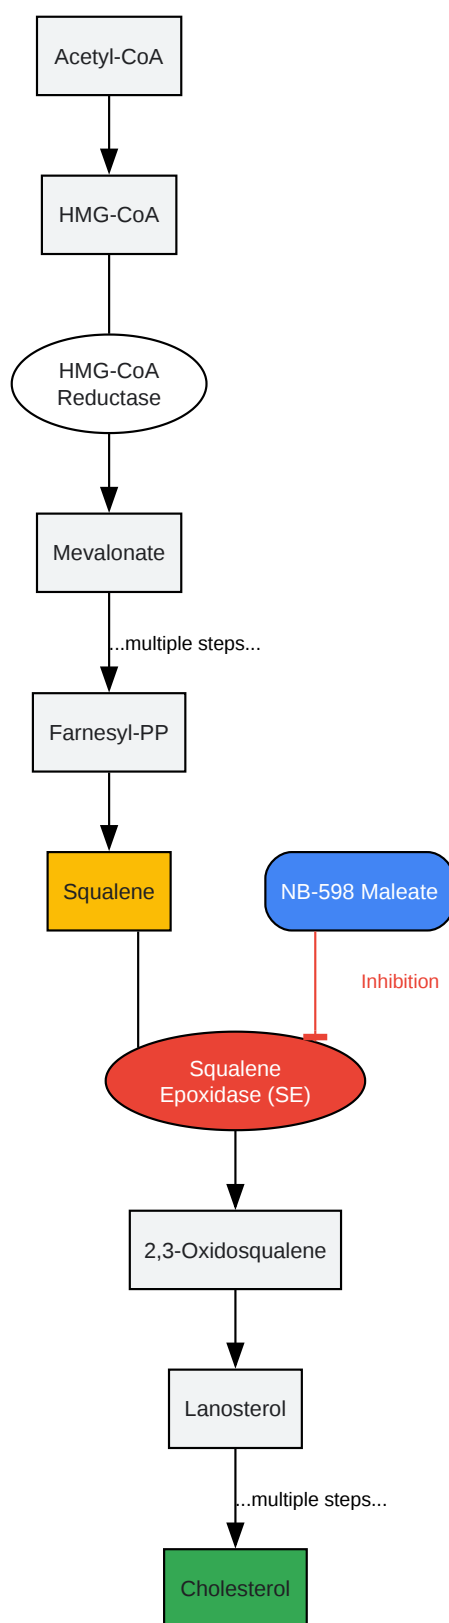 Acetyl-CoA
HMG-CoA
HMG-CoA
Reductase
Mevalonate
...multiple steps...
Farnesyl-PP
Squalene
NB-598 Maleate
Inhibition
Squalene
Epoxidase (SE)
2,3-Oxidosqualene
Lanosterol
...multiple steps...
Cholesterol